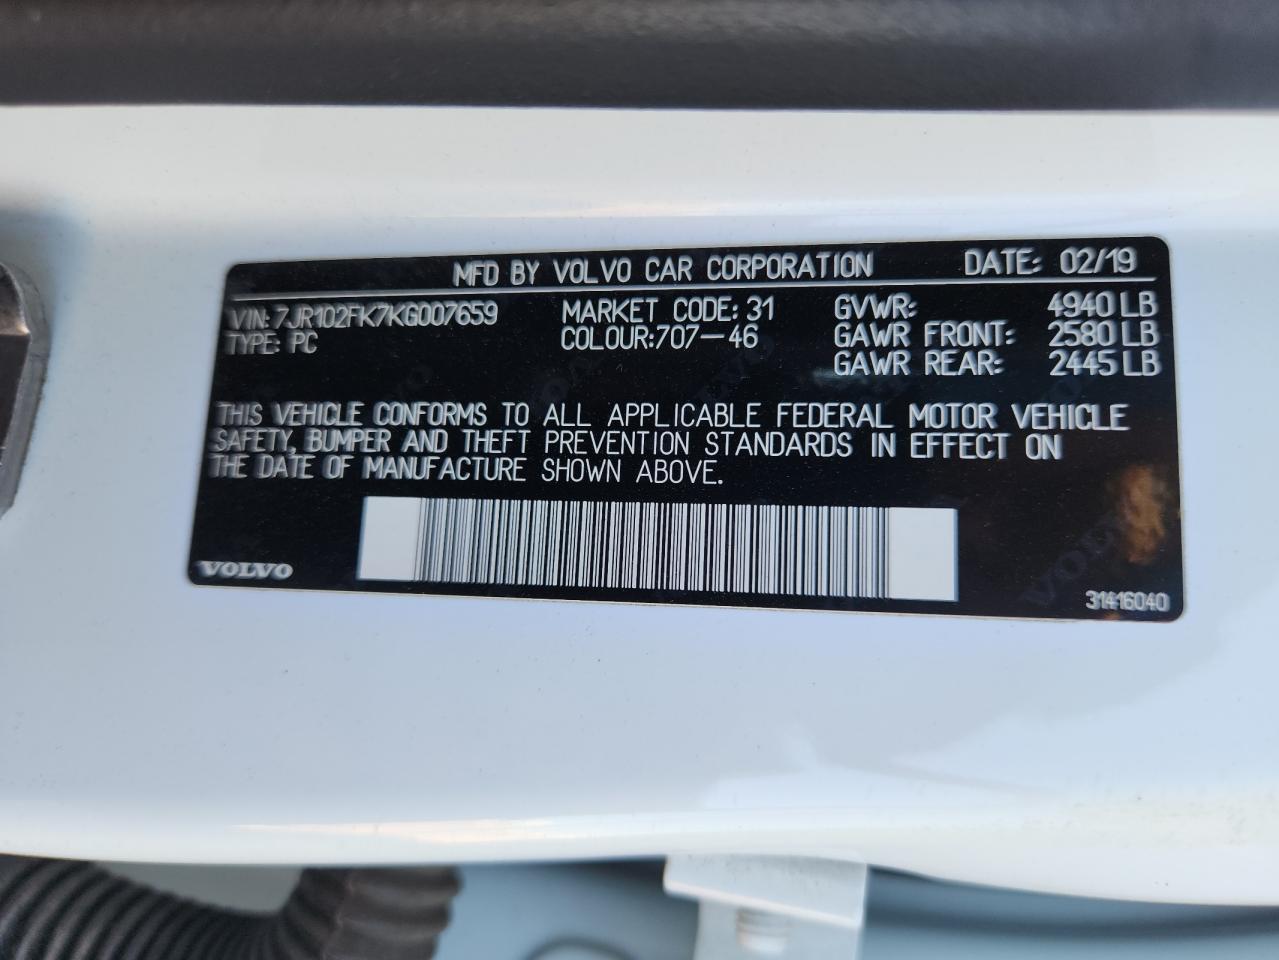 MFD BY VOLVO CAR CORPORATION DATE: 02/19
VIN: 7JR102FK7KG007659 MARKET CODE: 31 GVWR: 4940 LB
TYPE: PC COLOUR:707-46 GAWR FRONT: 2580 LB
GAWR REAR: 2445 LB
THIS VEHICLE CONFORMS TO ALL APPLICABLE FEDERAL MOTOR VEHICLE
SAFETY, BUMPER AND THEFT PREVENTION STANDARDS IN EFFECT ON
THE DATE OF MANUFACTURE SHOWN ABOVE.
VOLVO
31416040